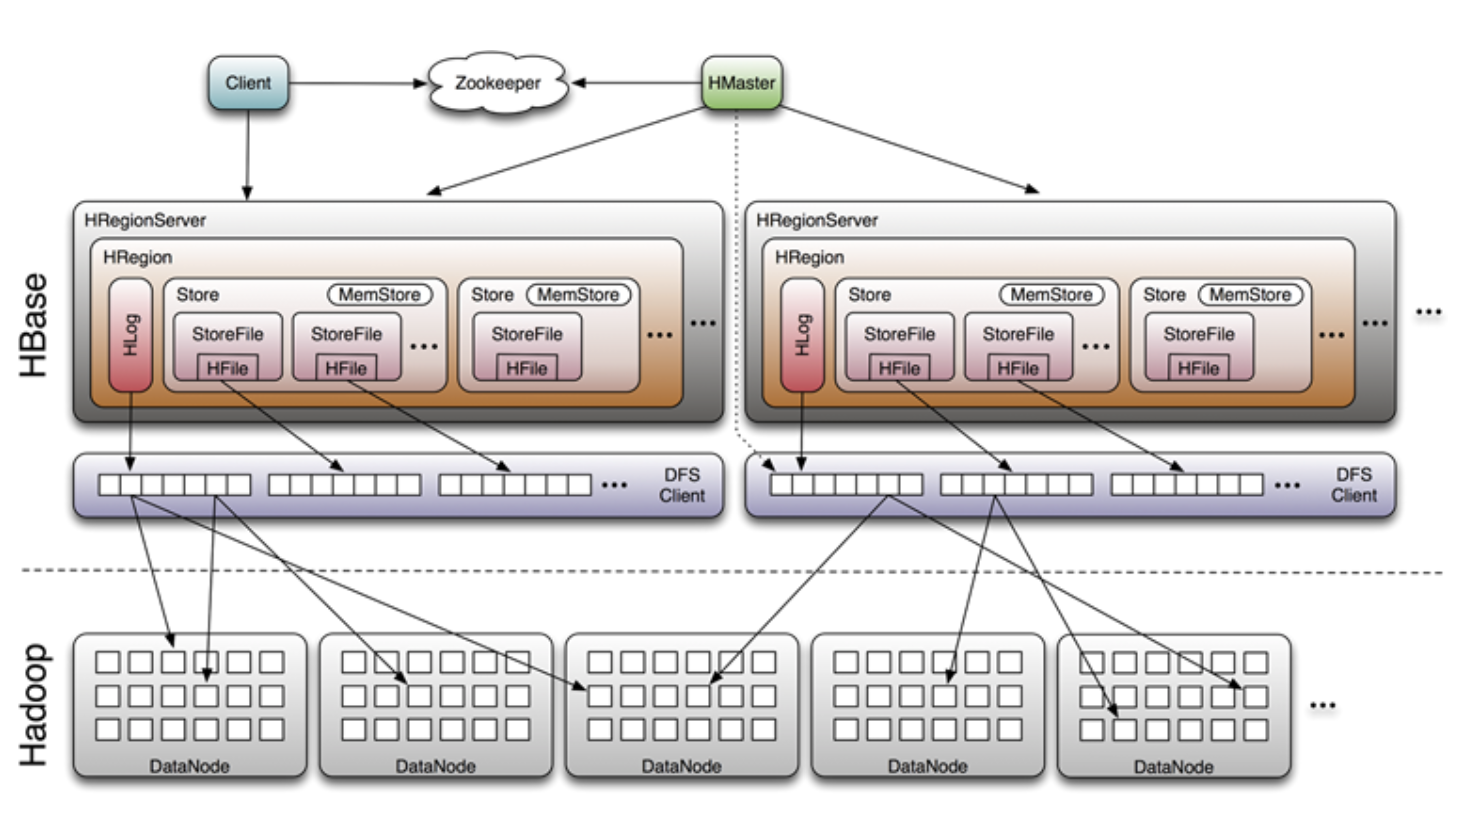 Client
Zookeeper
HMaster
HBase
HRegionServer
HRegion
HLog
Store
MemStore
StoreFile
HFile
StoreFile
HFile
...
Store
MemStore
StoreFile
HFile
...
...
HRegionServer
HRegion
HLog
Store
MemStore
StoreFile
HFile
StoreFile
HFile
...
Store
MemStore
StoreFile
HFile
...
...
...
...
DFS
Client
...
DFS
Client
Hadoop
DataNode
DataNode
DataNode
DataNode
DataNode
...